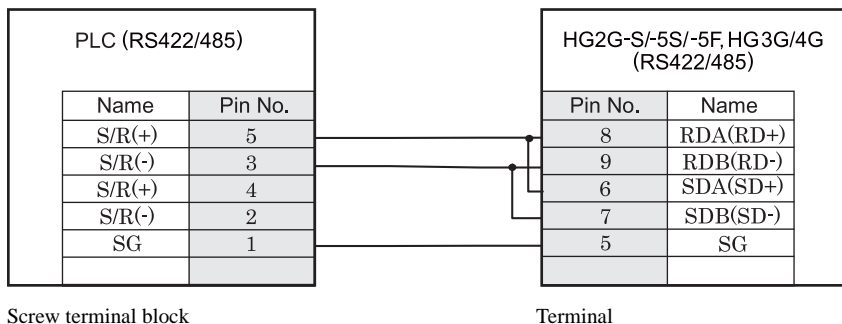 PLC (RS422/485)
Name Pin No.
S/R(+) 5
S/R(-) 3
S/R(+) 4
S/R(-) 2
SG 1
Screw terminal block
HG2G-S/-5S/-5F, HG3G/4G
(RS422/485)
Pin No. Name
8 RDA(RD+)
9 RDB(RD-)
6 SDA(SD+)
7 SDB(SD-)
5 SG
Terminal